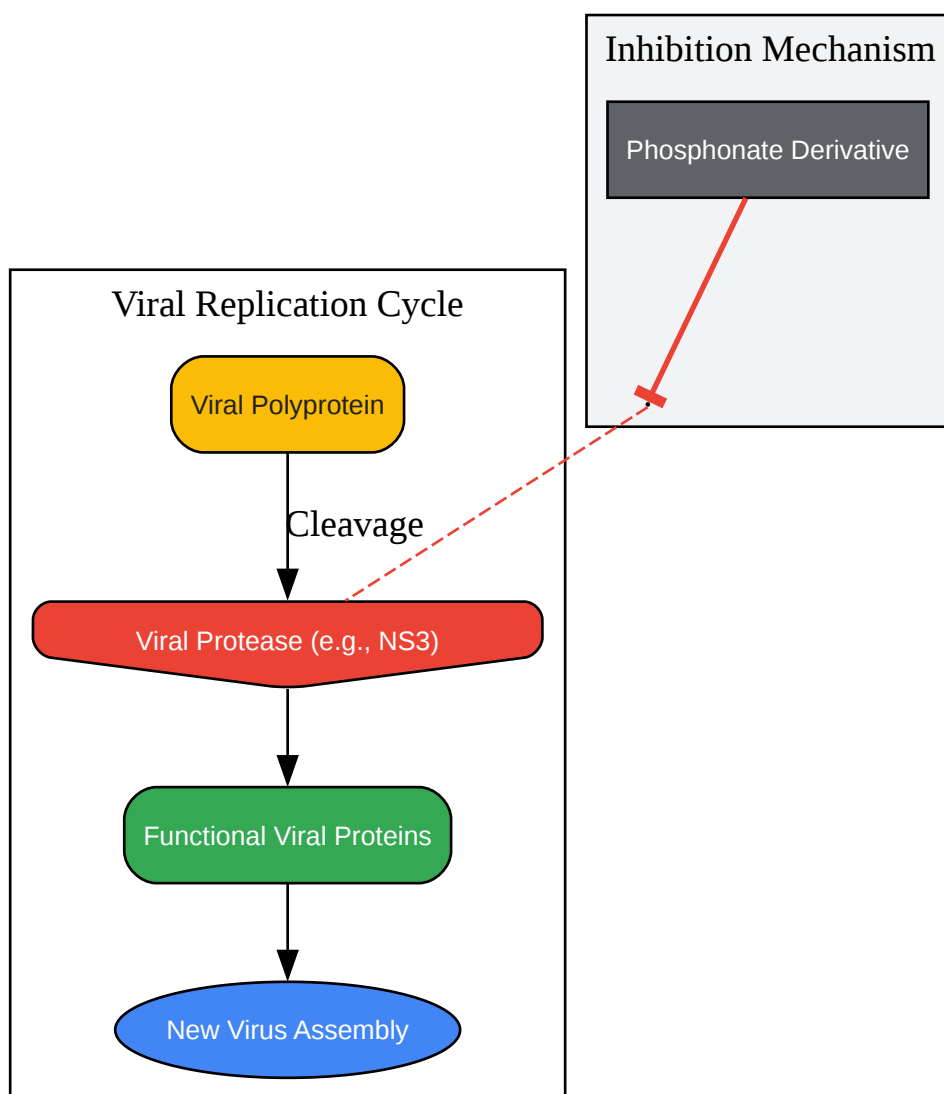 Inhibition Mechanism
Phosphonate Derivative
Viral Replication Cycle
Viral Polyprotein
Cleavage
Viral Protease (e.g., NS3)
Functional Viral Proteins
New Virus Assembly